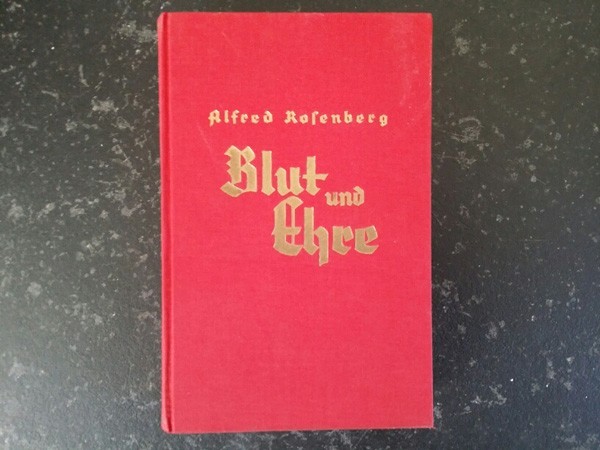 Alfred Rosenberg
Blut
und
Ehre